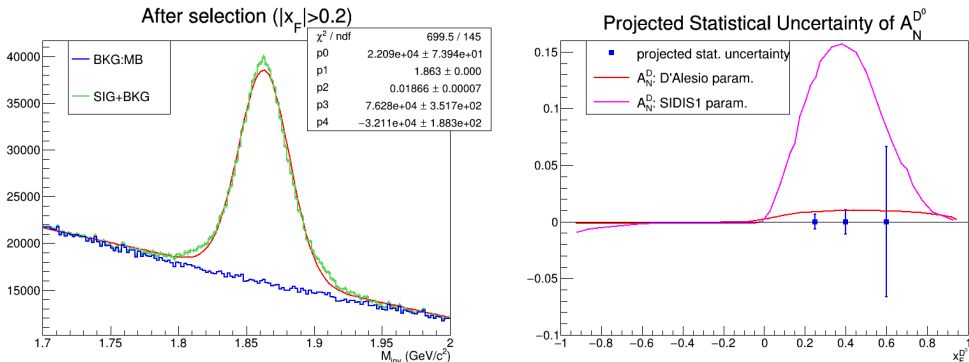 After selection (|x_F|>0.2)
χ² / ndf 699.5 / 145
p0 2.209e+04 ± 7.394e+01
p1 1.863 ± 0.000
p2 0.01866 ± 0.00007
p3 7.628e+04 ± 3.517e+02
p4 −3.211e+04 ± 1.883e+02
BKG:MB
SIG+BKG
40000
35000
30000
25000
20000
15000
1.7 1.75 1.8 1.85 1.9 1.95 2
M_inv (GeV/c²)
Projected Statistical Uncertainty of A_N^D⁰
projected stat. uncertainty
A_N^D: D'Alesio param.
A_N^D: SIDIS1 param.
0.15
0.1
0.05
0
−0.05
−0.1
−1 −0.8 −0.6 −0.4 −0.2 0 0.2 0.4 0.6 0.8 1
x_F^D⁰